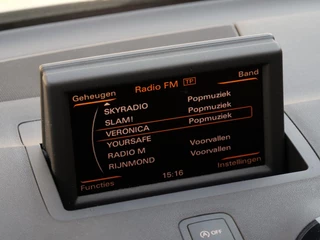 Geheugen Radio FM TP Band
SKYRADIO Popmuziek
SLAM! Popmuziek
VERONICA Popmuziek
YOURSAFE
RADIO M Voorvallen
RIJNMOND Voorvallen
Functies 15:16 Instellingen
OFF